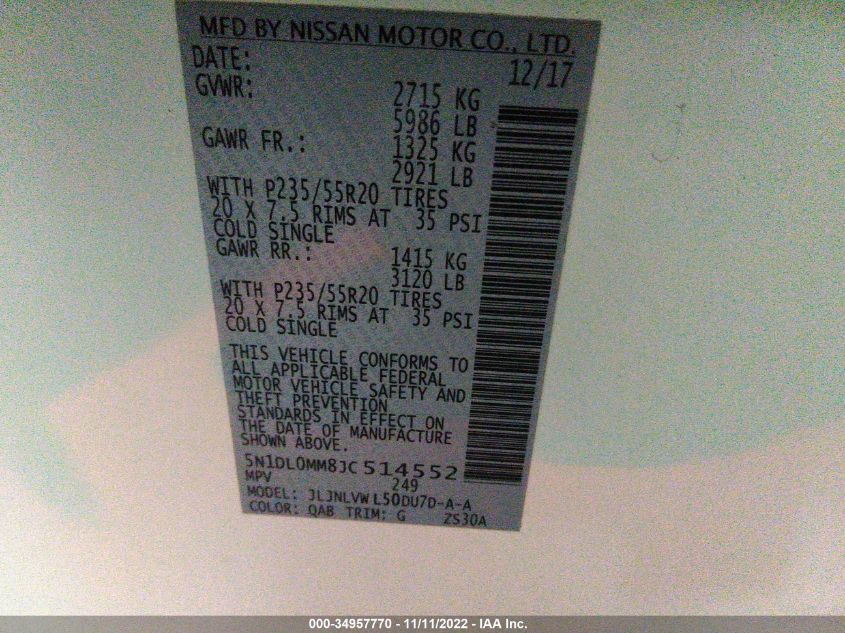 MFD BY NISSAN MOTOR CO., LTD.
DATE: 12/17
GVWR: 2715 KG
5986 LB
GAWR FR.: 1325 KG
2921 LB
WITH P235/55R20 TIRES
20 X 7.5 RIMS AT 35 PSI
COLD SINGLE
GAWR RR.: 1415 KG
3120 LB
WITH P235/55R20 TIRES
20 X 7.5 RIMS AT 35 PSI
COLD SINGLE
THIS VEHICLE CONFORMS TO
ALL APPLICABLE FEDERAL
MOTOR VEHICLE SAFETY AND
THEFT PREVENTION
STANDARDS IN EFFECT ON
THE DATE OF MANUFACTURE
SHOWN ABOVE.
5N1DL0MM8JC514552
MPV 249
MODEL: JLJNLVWL50DU7D-A-A
COLOR: QAB TRIM: G ZS30A
000-34957770 - 11/11/2022 - IAA Inc.